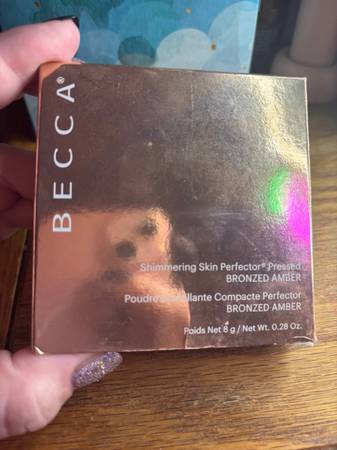 BECCA®
Shimmering Skin Perfector® Pressed
BRONZED AMBER
Poudre Scintillante Compacte Perfector
BRONZED AMBER
Poids Net 8 g / Net Wt. 0.28 Oz.